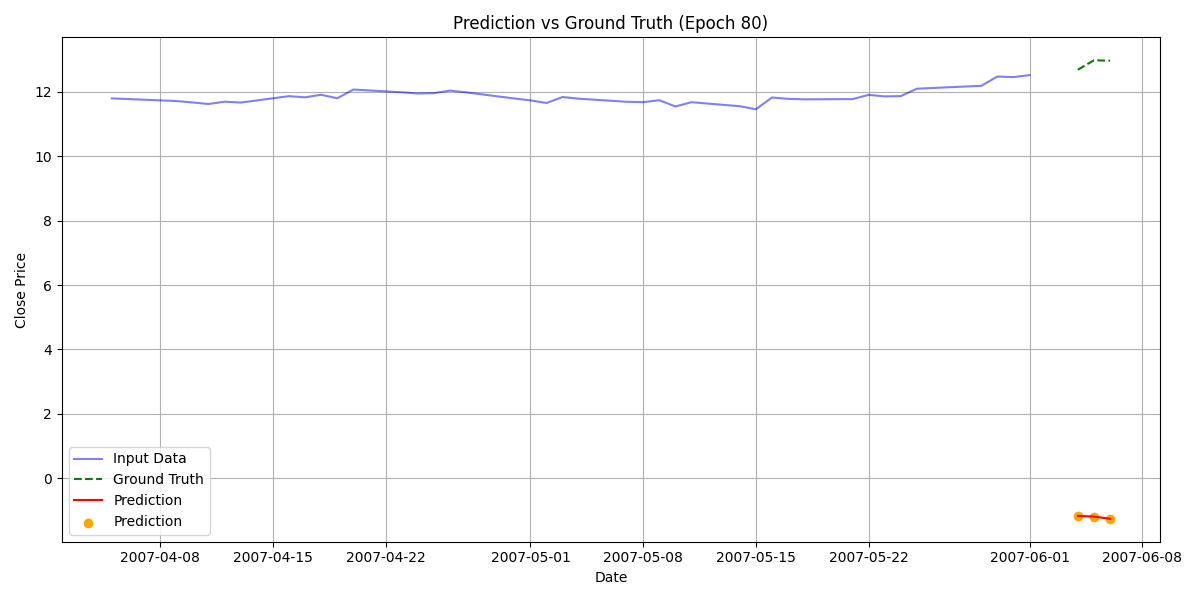 Prediction vs Ground Truth (Epoch 80)
Close Price
12
10
8
6
4
2
0
Input Data
Ground Truth
Prediction
Prediction
2007-04-08
2007-04-15
2007-04-22
2007-05-01
2007-05-08
2007-05-15
2007-05-22
2007-06-01
2007-06-08
Date